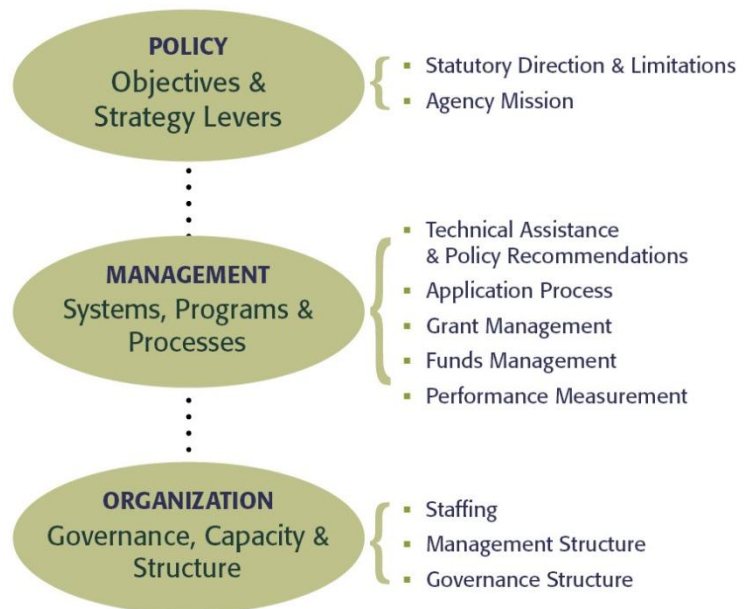 POLICY
Objectives &
Strategy Levers
▪ Statutory Direction & Limitations
▪ Agency Mission
MANAGEMENT
Systems, Programs &
Processes
▪ Technical Assistance
& Policy Recommendations
▪ Application Process
▪ Grant Management
▪ Funds Management
▪ Performance Measurement
ORGANIZATION
Governance, Capacity &
Structure
▪ Staffing
▪ Management Structure
▪ Governance Structure